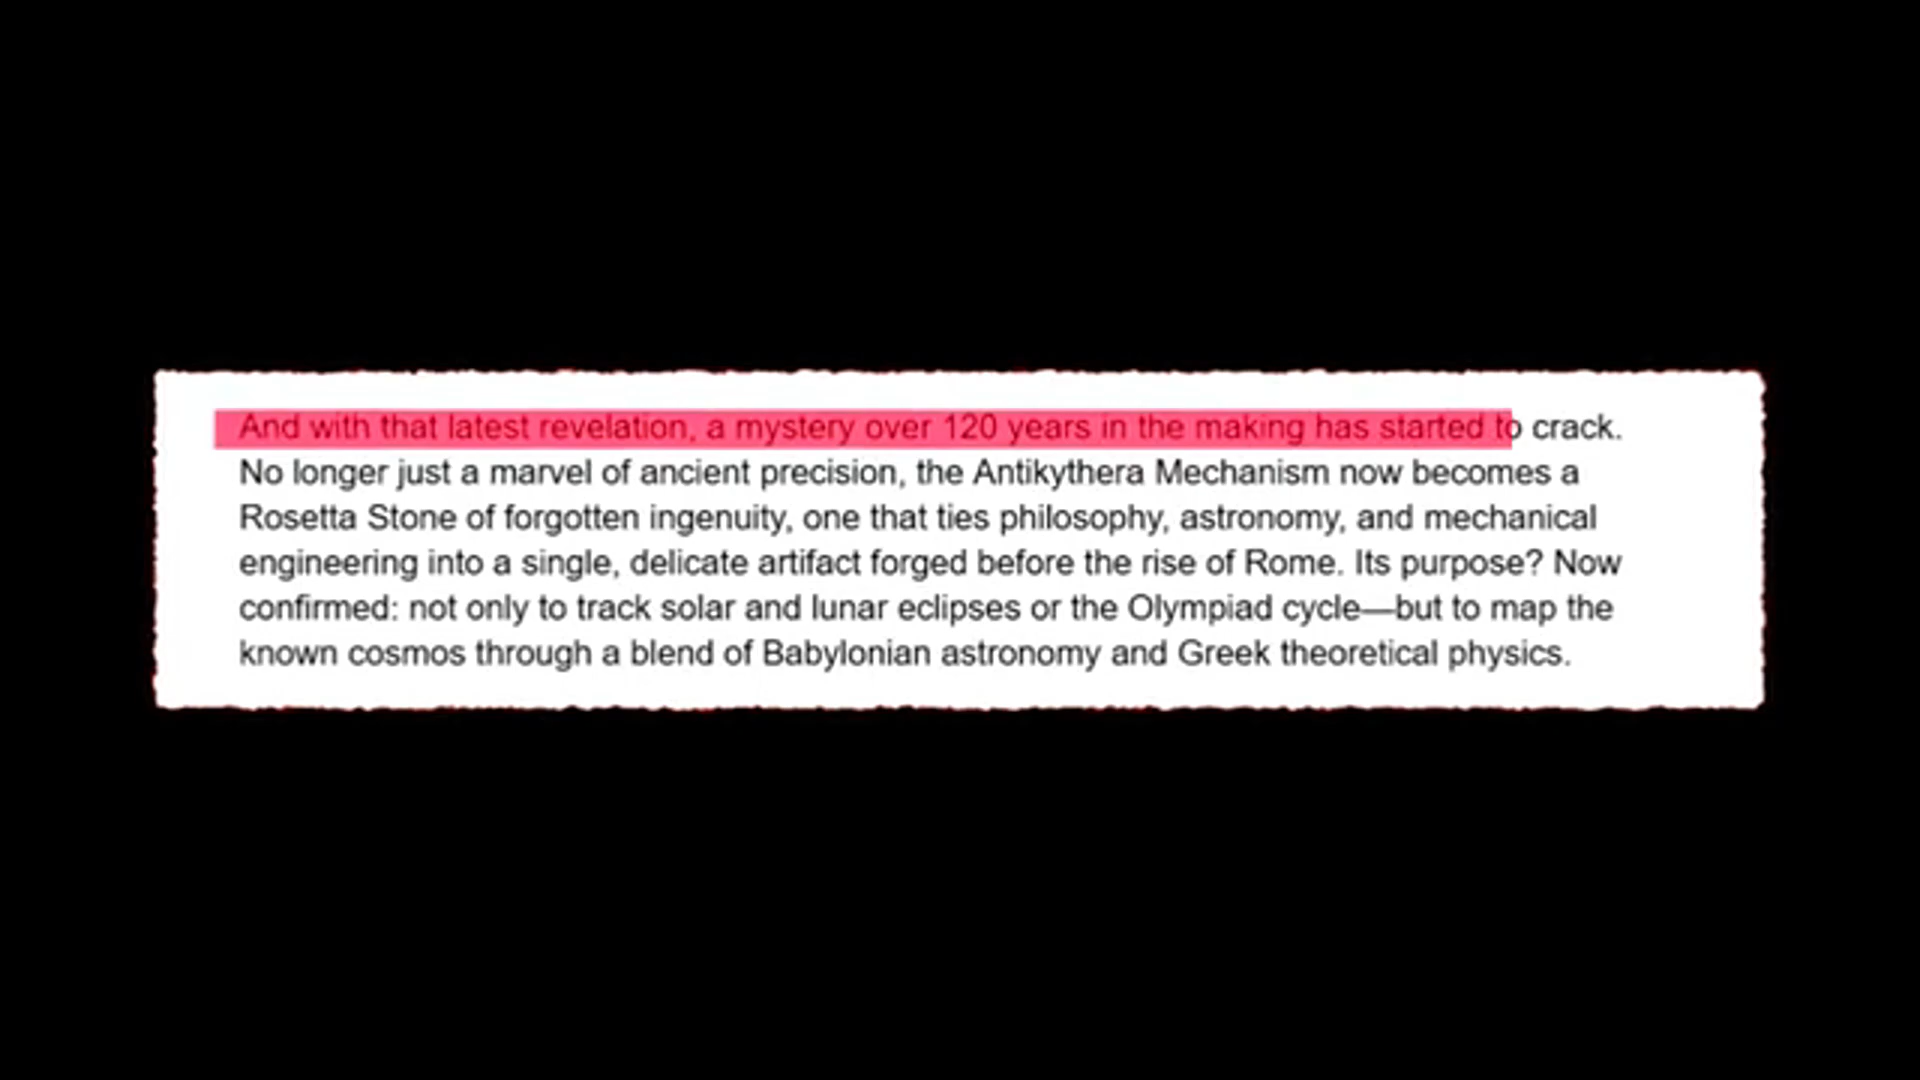 And with that latest revelation, a mystery over 120 years in the making has started to crack.
No longer just a marvel of ancient precision, the Antikythera Mechanism now becomes a
Rosetta Stone of forgotten ingenuity, one that ties philosophy, astronomy, and mechanical
engineering into a single, delicate artifact forged before the rise of Rome. Its purpose? Now
confirmed: not only to track solar and lunar eclipses or the Olympiad cycle—but to map the
known cosmos through a blend of Babylonian astronomy and Greek theoretical physics.